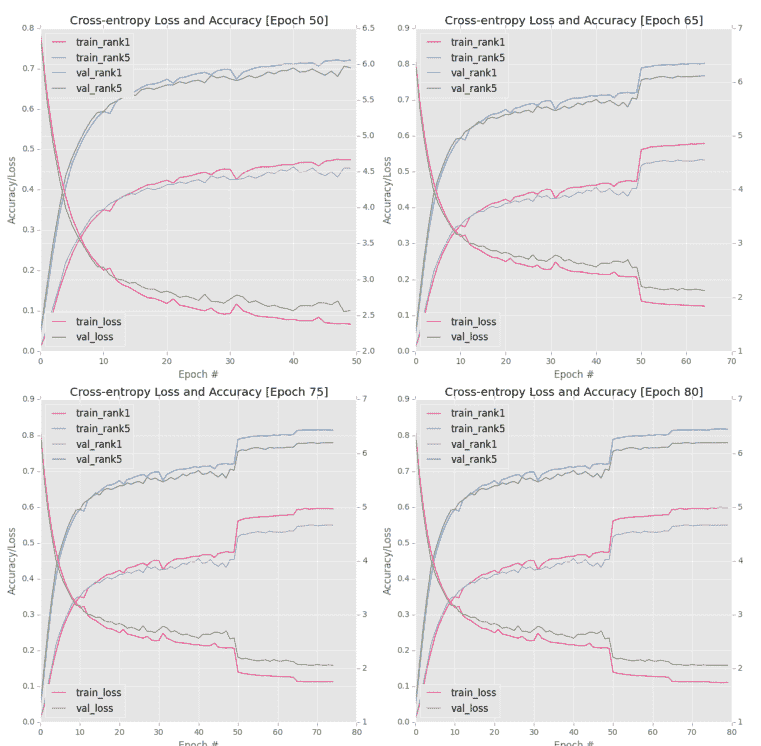 Cross-entropy Loss and Accuracy [Epoch 50]
0.8
0.7
0.6
0.5
0.4
0.3
0.2
0.1
0.0
Accuracy/Loss
train_rank1
train_rank5
val_rank1
val_rank5
train_loss
val_loss
6.5
6.0
5.5
5.0
4.5
4.0
3.5
3.0
2.5
2.0
0 10 20 30 40 50
Epoch #
Cross-entropy Loss and Accuracy [Epoch 65]
0.9
0.8
0.7
0.6
0.5
0.4
0.3
0.2
0.1
0.0
train_rank1
train_rank5
val_rank1
val_rank5
train_loss
val_loss
7
6
5
4
3
2
1
0 10 20 30 40 50 60 70
Epoch #
Cross-entropy Loss and Accuracy [Epoch 75]
0.9
0.8
0.7
0.6
0.5
0.4
0.3
0.2
0.1
0.0
Accuracy/Loss
train_rank1
train_rank5
val_rank1
val_rank5
train_loss
val_loss
7
6
5
4
3
2
1
0 10 20 30 40 50 60 70 80
Epoch #
Cross-entropy Loss and Accuracy [Epoch 80]
0.9
0.8
0.7
0.6
0.5
0.4
0.3
0.2
0.1
0.0
train_rank1
train_rank5
val_rank1
val_rank5
train_loss
val_loss
7
6
5
4
3
2
1
0 10 20 30 40 50 60 70 80
Epoch #